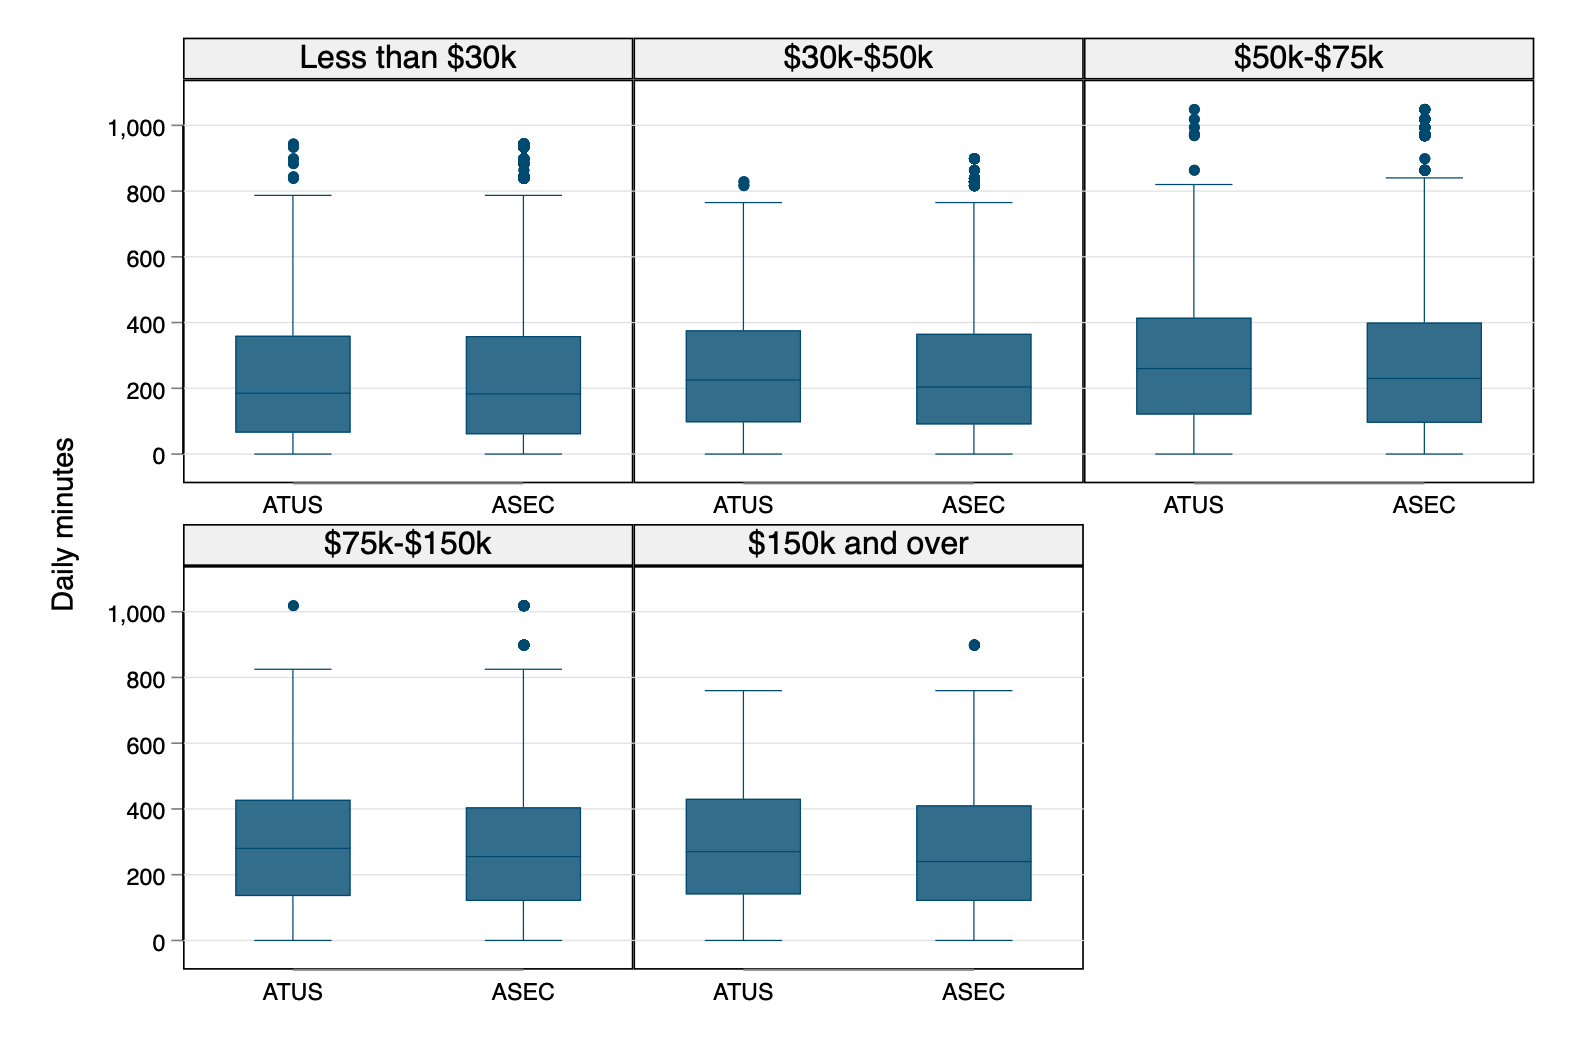 Less than $30k
$30k-$50k
$50k-$75k
1,000
800
600
400
200
0
ATUS
ASEC
ATUS
ASEC
ATUS
ASEC
Daily minutes
$75k-$150k
$150k and over
1,000
800
600
400
200
0
ATUS
ASEC
ATUS
ASEC